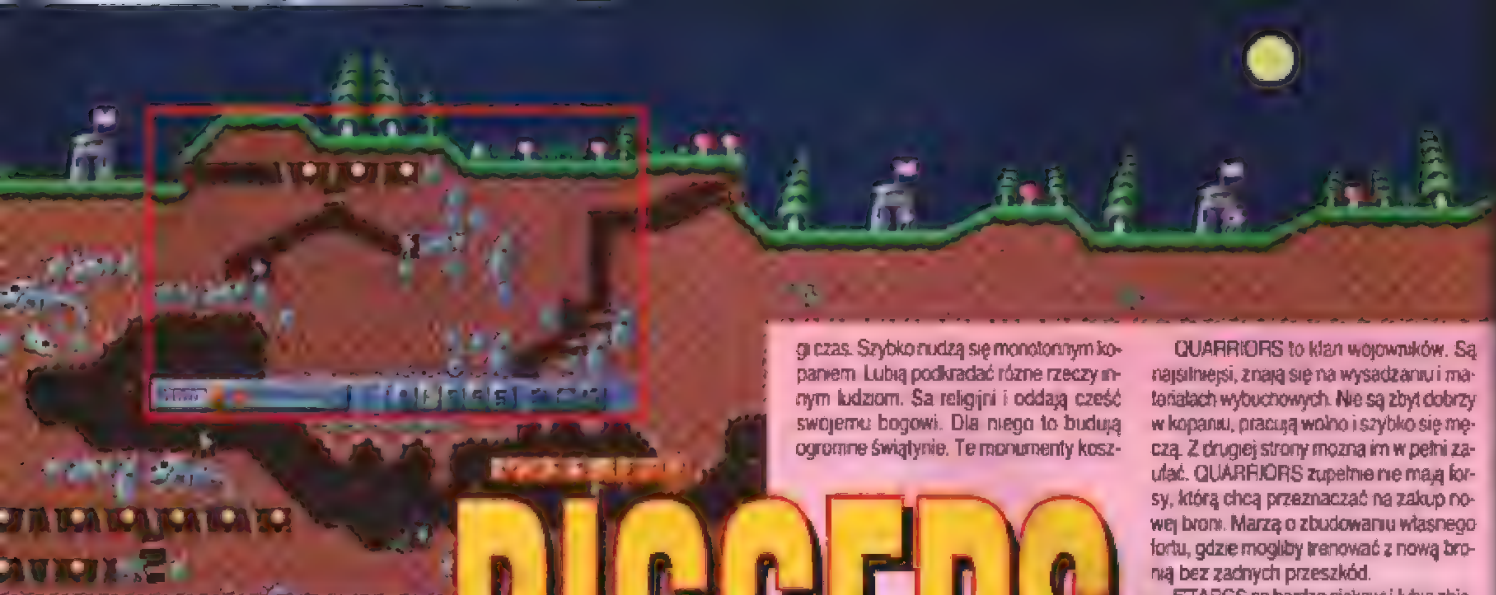 gi czas. Szybko nudzą się monotonnym ko-
paniem. Lubią podkradać różne rzeczy in-
nym ludziom. Sa religijni i oddają cześć
swojemu bogowi. Dla niego to budują
ogromne świątynie. Te monumenty kosz-
QUARRIORS to klan wojowników. Są
najsilniejsi, znają się na wysadzaniu i ma-
teriałach wybuchowych. Nie są zbyt dobrzy
w kopaniu, pracują wolno i szybko się mę-
czą. Z drugiej strony można im w pełni za-
ufać. QUARRIORS zupełnie nie mają for-
sy, którą chcą przeznaczać na zakup no-
wej broni. Marzą o zbudowaniu własnego
fortu, gdzie mogliby trenować z nową bro-
nią bez żadnych przeszkód.
DIGGERS